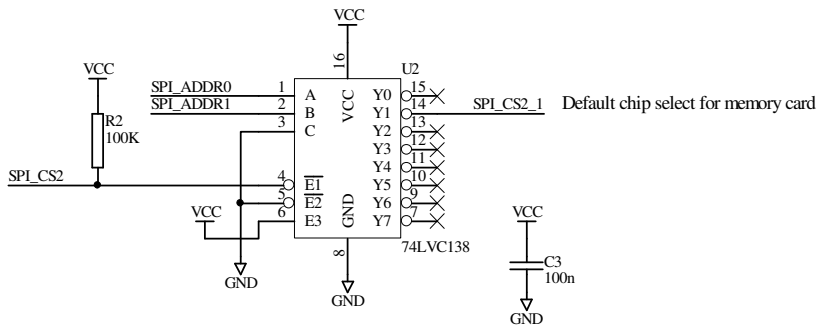 VCC
U2
16
VCC
SPI_ADDR0 1 A VCC Y0 15
SPI_ADDR1 2 B Y1 14 SPI_CS2_1 Default chip select for memory card
R2 3 C Y2 13
100K Y3 12
Y4 11
SPI_CS2 4 E1 Y5 10
5 E2 Y6 9
VCC 6 E3 GND Y7 7
VCC
74LVC138
8
GND
GND
C3
100n
GND